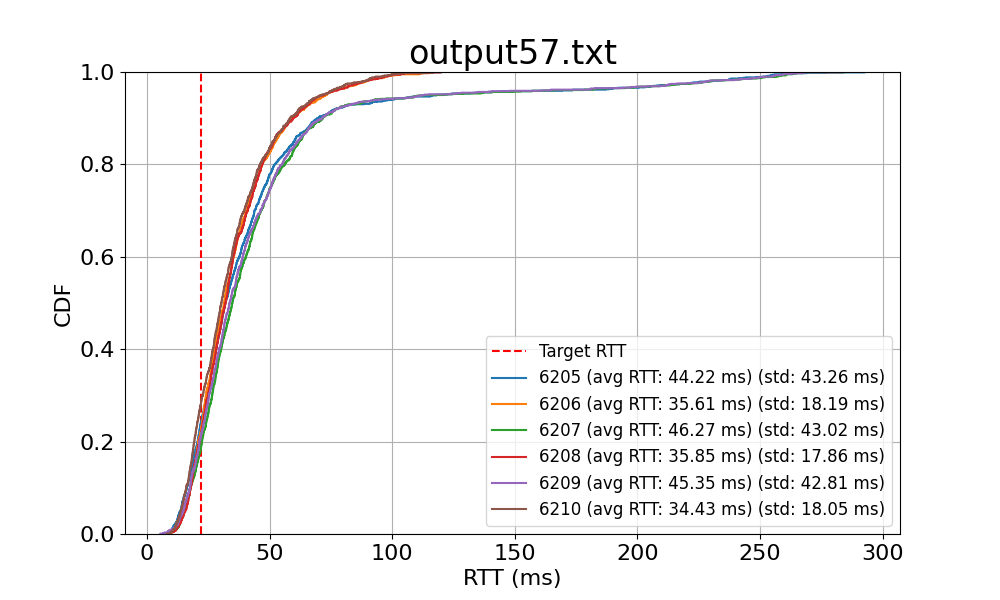 output57.txt
1.0
0.8
0.6
0.4
0.2
0.0
CDF
Target RTT
6205 (avg RTT: 44.22 ms) (std: 43.26 ms)
6206 (avg RTT: 35.61 ms) (std: 18.19 ms)
6207 (avg RTT: 46.27 ms) (std: 43.02 ms)
6208 (avg RTT: 35.85 ms) (std: 17.86 ms)
6209 (avg RTT: 45.35 ms) (std: 42.81 ms)
6210 (avg RTT: 34.43 ms) (std: 18.05 ms)
0 50 100 150 200 250 300
RTT (ms)